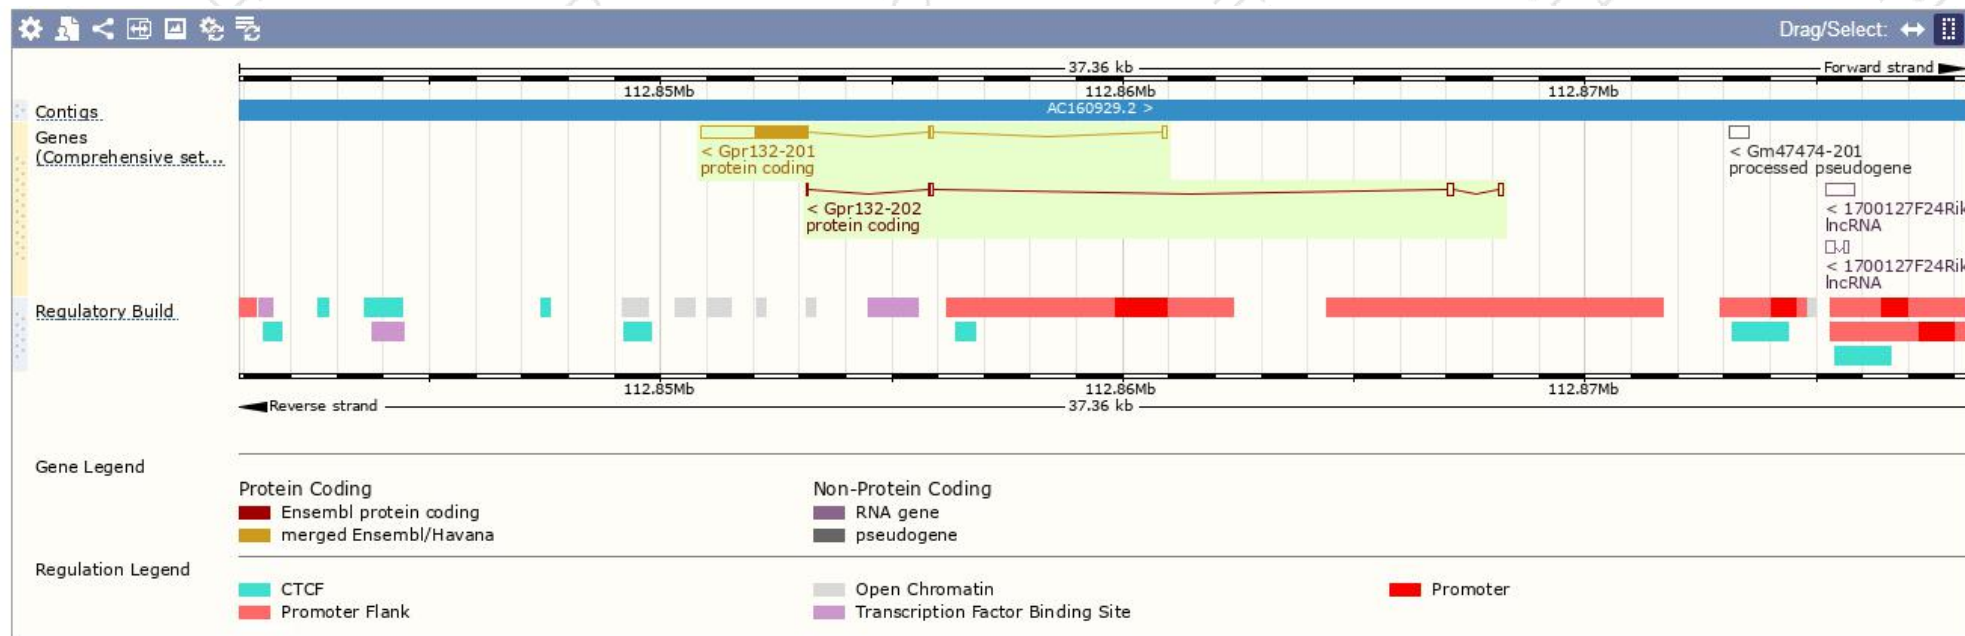 Drag/Select:
37.36 kb
Forward strand
112.85Mb 112.86Mb 112.87Mb
Contigs
AC160929.2 >
Genes
(Comprehensive set...
< Gpr132-201
protein coding
< Gm47474-201
processed pseudogene
< Gpr132-202
protein coding
< 1700127F24Rik
lncRNA
< 1700127F24Rik
lncRNA
Regulatory Build
112.85Mb 112.86Mb 112.87Mb
Reverse strand
37.36 kb
Gene Legend
Protein Coding
Ensembl protein coding
merged Ensembl/Havana
Non-Protein Coding
RNA gene
pseudogene
Regulation Legend
CTCF
Promoter Flank
Open Chromatin
Transcription Factor Binding Site
Promoter